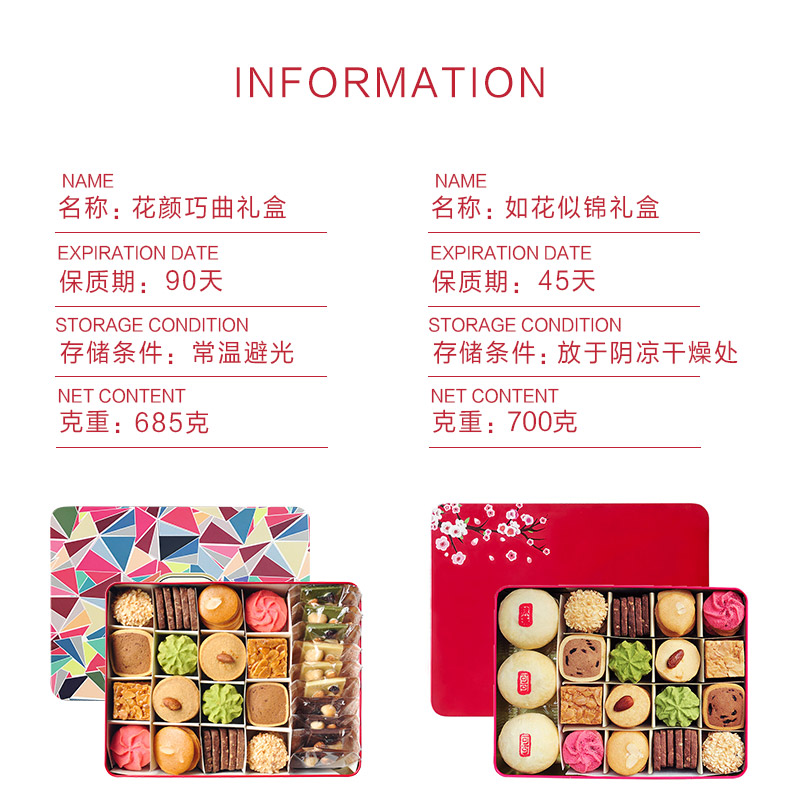 INFORMATION
NAME
名称：花颜巧曲礼盒
EXPIRATION DATE
保质期：90天
STORAGE CONDITION
存储条件：常温避光
NET CONTENT
克重：685克
NAME
名称：如花似锦礼盒
EXPIRATION DATE
保质期：45天
STORAGE CONDITION
存储条件：放于阴凉干燥处
NET CONTENT
克重：700克